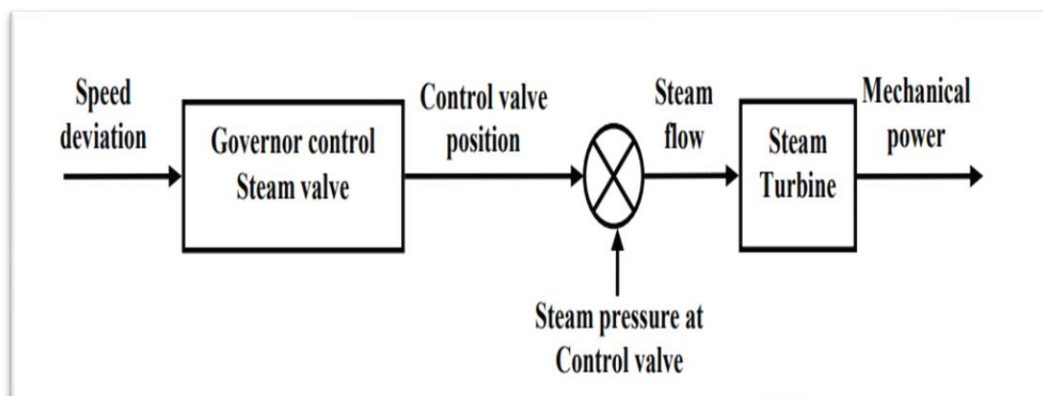 Speed
deviation
Governor control
Steam valve
Control valve
position
Steam
flow
Steam
Turbine
Mechanical
power
Steam pressure at
Control valve